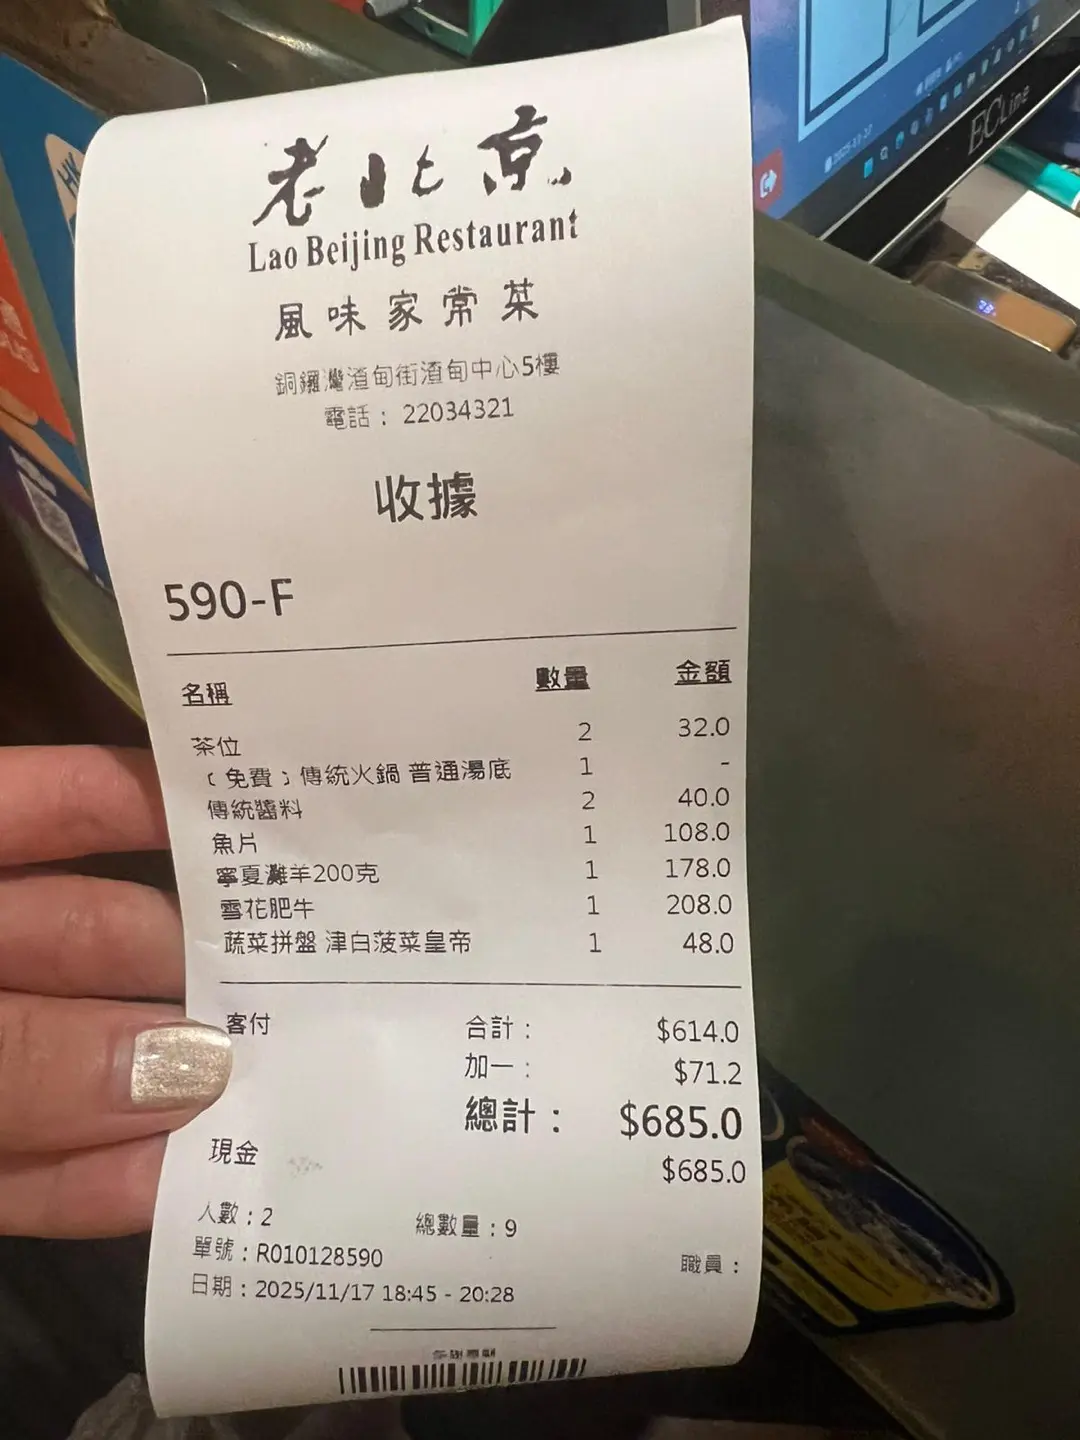 老北京
Lao Beijing Restaurant
風味家常菜
銅鑼灣渣甸街渣甸中心5樓
電話： 22034321
收據
590-F
名稱 數量 金額
茶位 2 32.0
（免費）傳統火鍋 普通湯底 1 -
傳統醬料 2 40.0
魚片 1 108.0
寧夏灘羊200克 1 178.0
雪花肥牛 1 208.0
蔬菜拼盤 津白菠菜皇帝 1 48.0
客付 合計： $614.0
加一： $71.2
總計： $685.0
現金 $685.0
人數：2 總數量：9
單號：R010128590 職員：
日期：2025/11/17 18:45 - 20:28
ECLine
HK